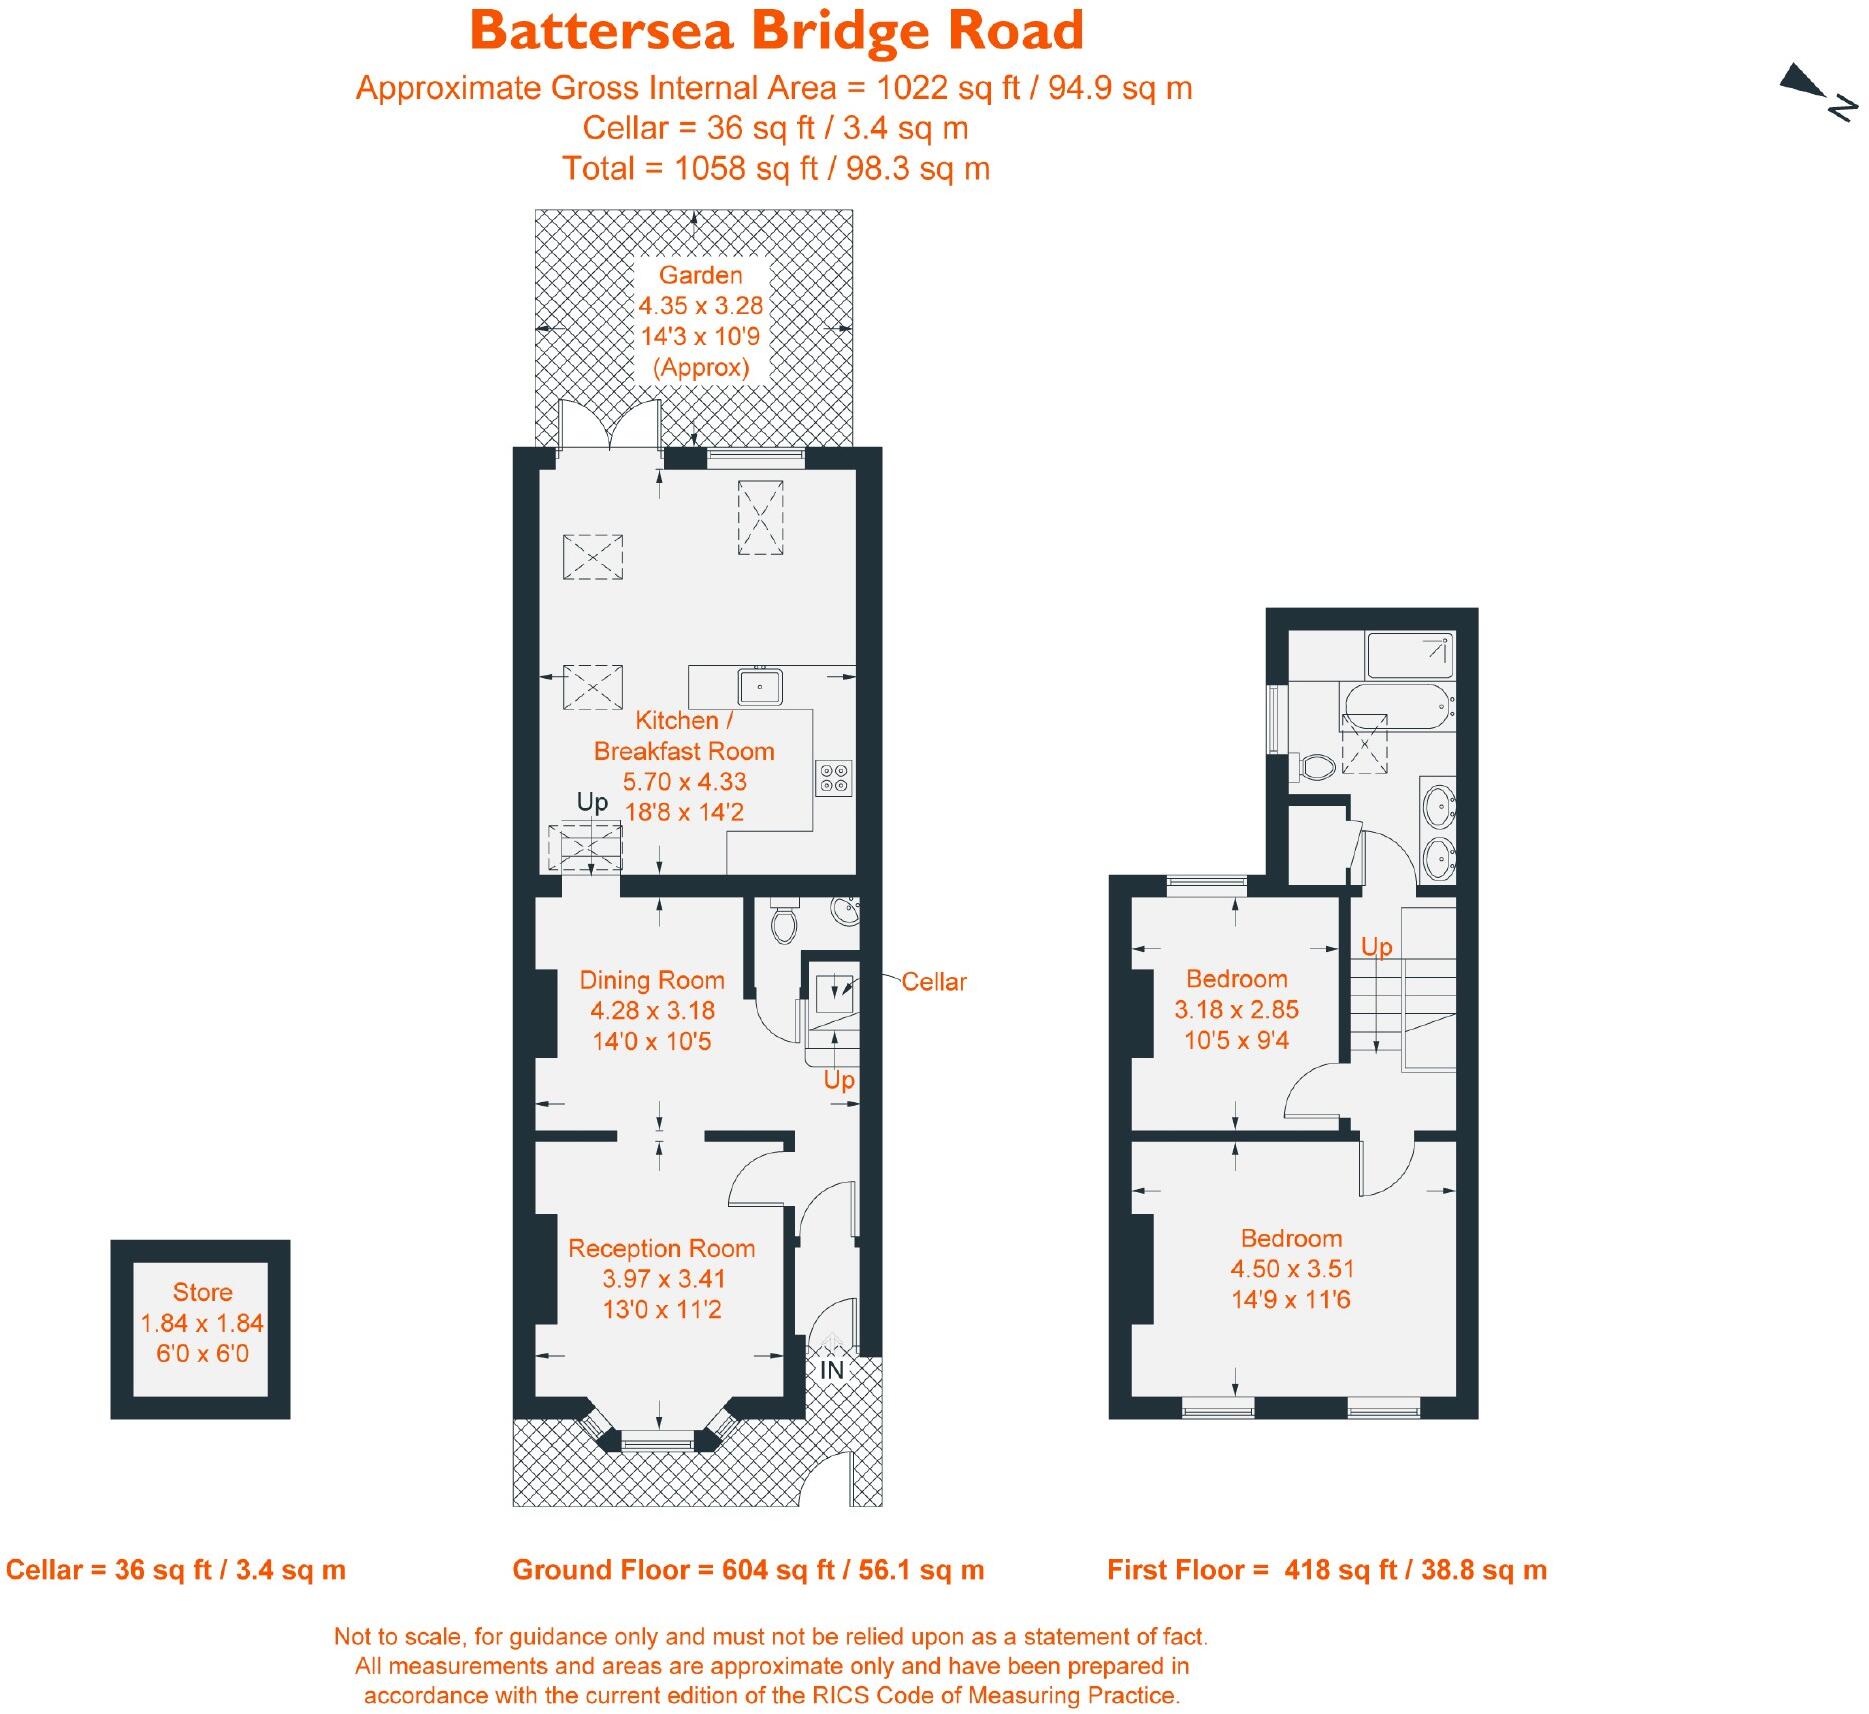 Battersea Bridge Road
Approximate Gross Internal Area = 1022 sq ft / 94.9 sq m
Cellar = 36 sq ft / 3.4 sq m
Total = 1058 sq ft / 98.3 sq m
N
Garden
4.35 x 3.28
14'3 x 10'9
(Approx)
Kitchen /
Breakfast Room
5.70 x 4.33
18'8 x 14'2
Up
Dining Room
4.28 x 3.18
14'0 x 10'5
Cellar
Up
Reception Room
3.97 x 3.41
13'0 x 11'2
IN
Up
Bedroom
3.18 x 2.85
10'5 x 9'4
Bedroom
4.50 x 3.51
14'9 x 11'6
Store
1.84 x 1.84
6'0 x 6'0
Cellar = 36 sq ft / 3.4 sq m
Ground Floor = 604 sq ft / 56.1 sq m
First Floor = 418 sq ft / 38.8 sq m
Not to scale, for guidance only and must not be relied upon as a statement of fact.
All measurements and areas are approximate only and have been prepared in
accordance with the current edition of the RICS Code of Measuring Practice.